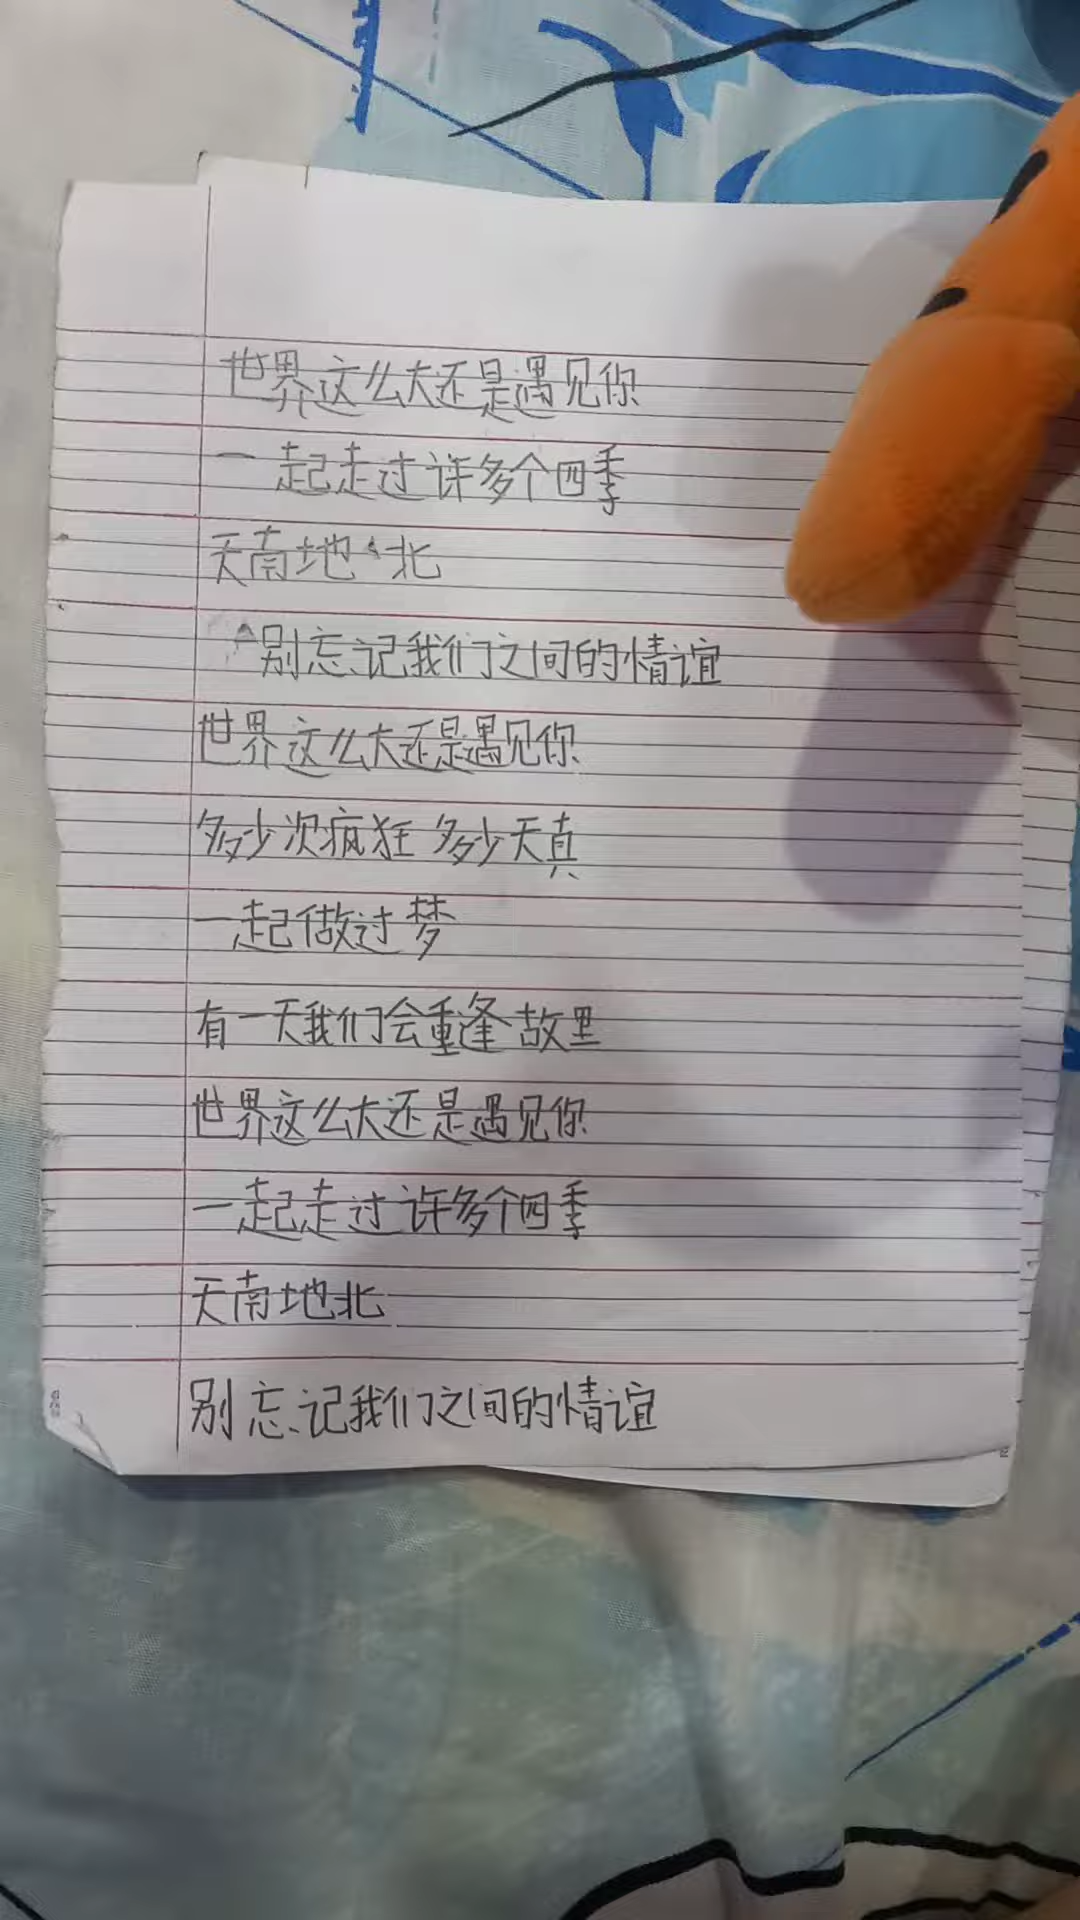 世界这么大还是遇见你
一起走过许多个四季
天南地北
别忘记我们之间的情谊
世界这么大还是遇见你
多少次疯狂 多少天真
一起做过梦
有一天我们会重逢故里
世界这么大还是遇见你
一起走过许多个四季
天南地北
别忘记我们之间的情谊